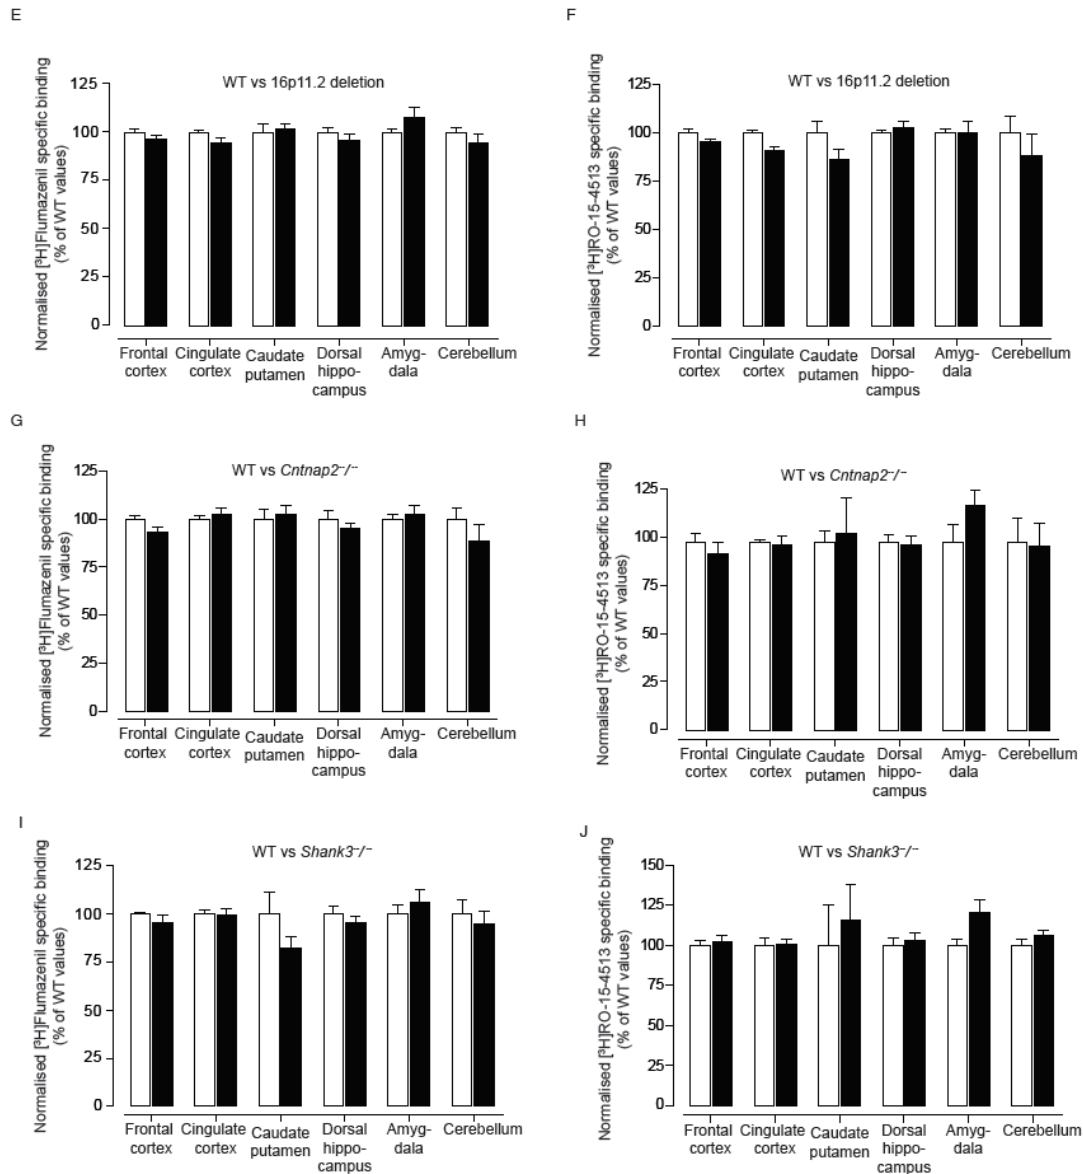 E
WT vs 16p11.2 deletion
Normalised [³H]Flumazenil specific binding
(% of WT values)
125
100
75
50
25
0
Frontal
cortex
Cingulate
cortex
Caudate
putamen
Dorsal
hippo-
campus
Amyg-
dala
Cerebellum
F
WT vs 16p11.2 deletion
Normalised [³H]RO-15-4513 specific binding
(% of WT values)
125
100
75
50
25
0
Frontal
cortex
Cingulate
cortex
Caudate
putamen
Dorsal
hippo-
campus
Amyg-
dala
Cerebellum
G
WT vs Cntnap2⁻/⁻
Normalised [³H]Flumazenil specific binding
(% of WT values)
125
100
75
50
25
0
Frontal
cortex
Cingulate
cortex
Caudate
putamen
Dorsal
hippo-
campus
Amyg-
dala
Cerebellum
H
WT vs Cntnap2⁻/⁻
Normalised [³H]RO-15-4513 specific binding
(% of WT values)
125
100
75
50
25
0
Frontal
cortex
Cingulate
cortex
Caudate
putamen
Dorsal
hippo-
campus
Amyg-
dala
Cerebellum
I
WT vs Shank3⁻/⁻
Normalised [³H]Flumazenil specific binding
(% of WT values)
125
100
75
50
25
0
Frontal
cortex
Cingulate
cortex
Caudate
putamen
Dorsal
hippo-
campus
Amyg-
dala
Cerebellum
J
WT vs Shank3⁻/⁻
Normalised [³H]RO-15-4513 specific binding
(% of WT values)
150
125
100
75
50
25
0
Frontal
cortex
Cingulate
cortex
Caudate
putamen
Dorsal
hippo-
campus
Amyg-
dala
Cerebellum